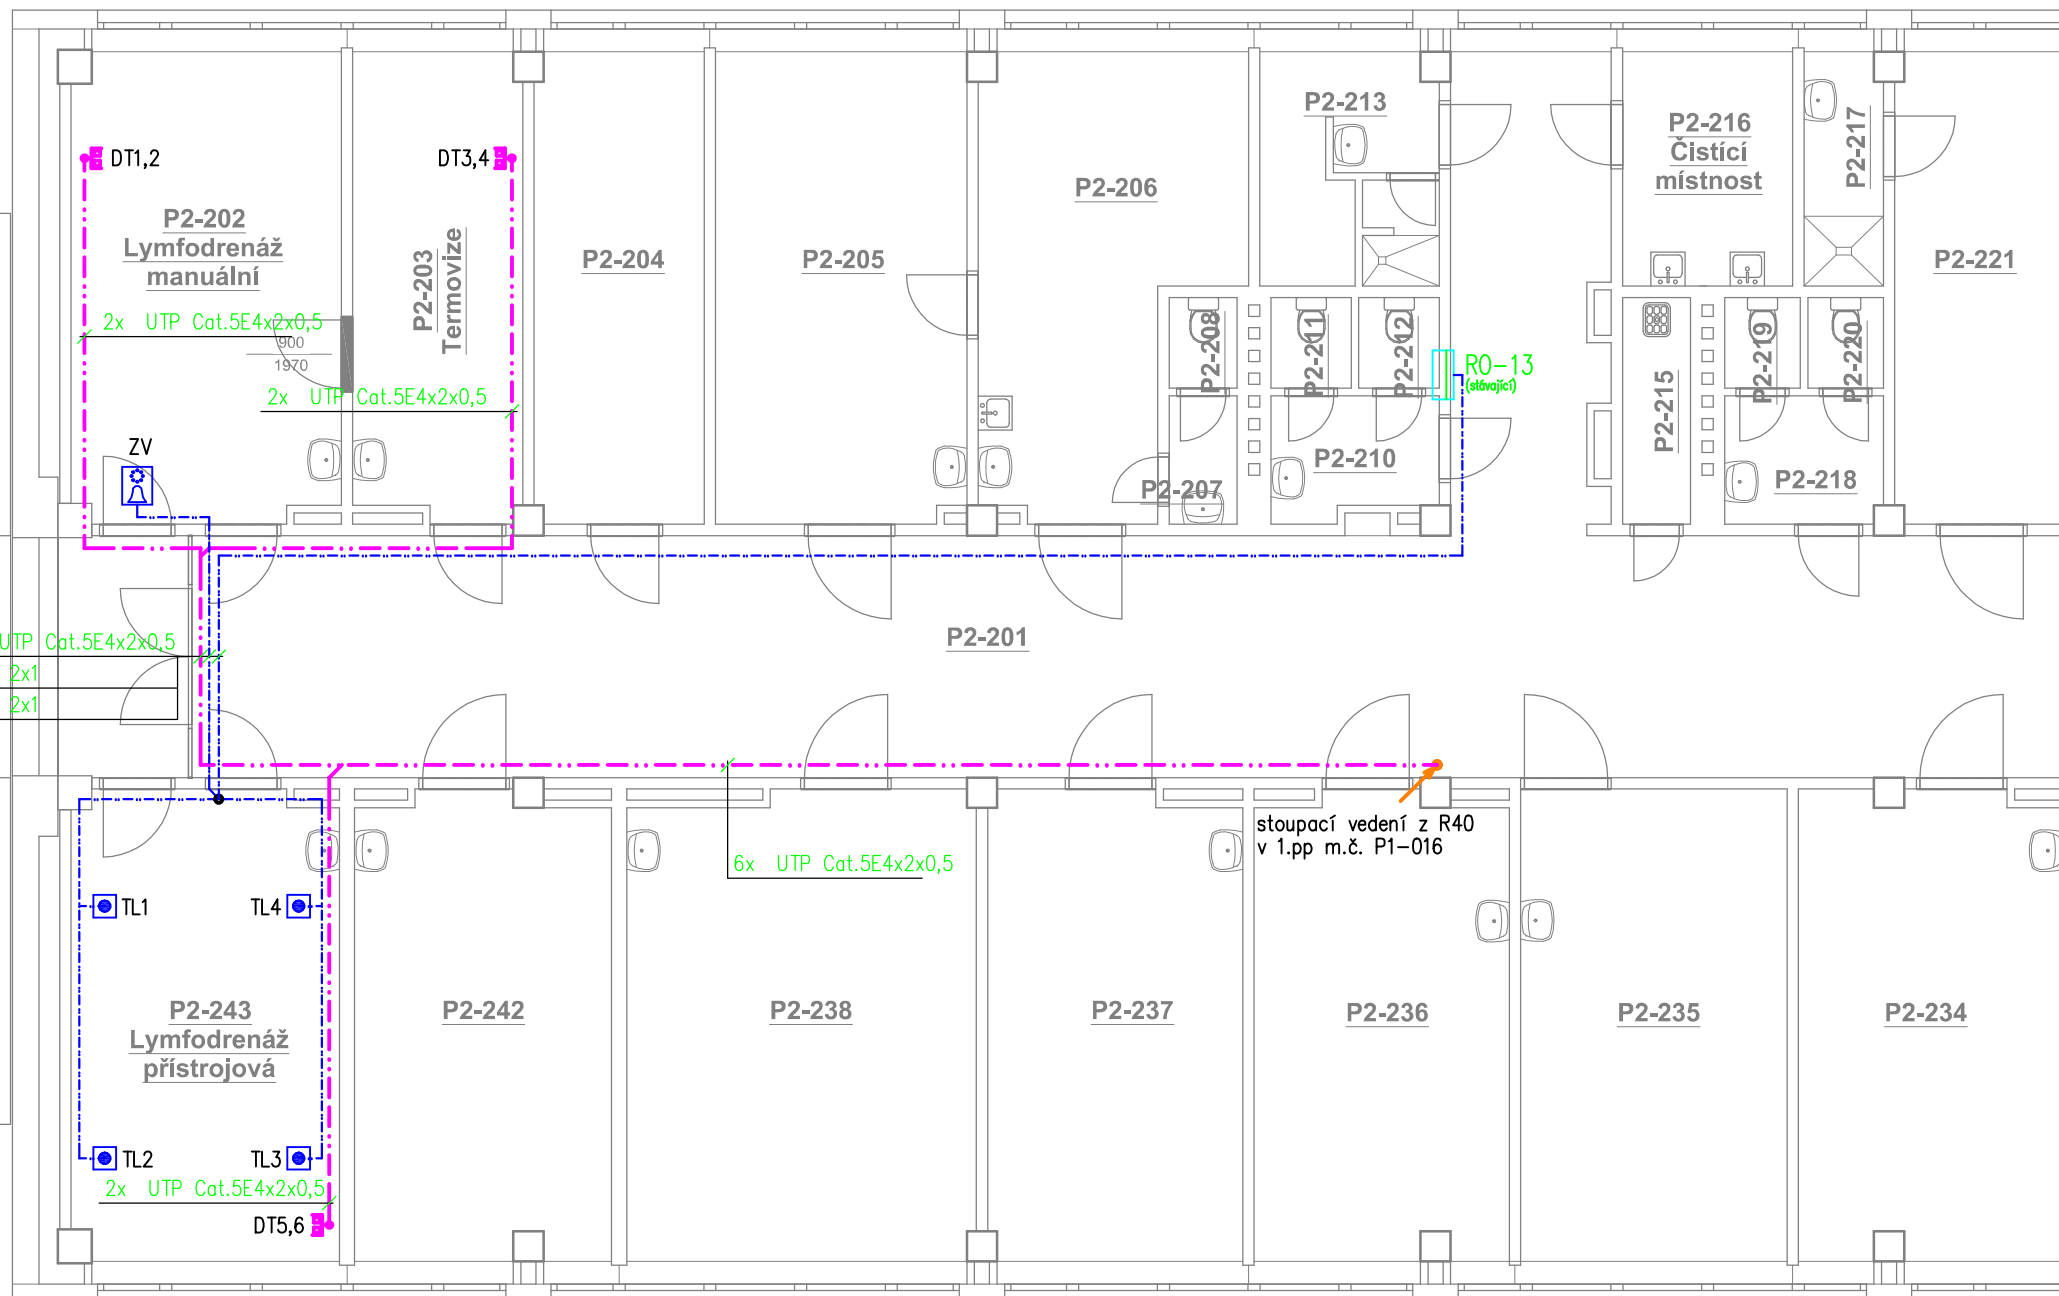 P2-213
P2-216
Čistící
místnost
P2-217
DT1,2
DT3,4
P2-202
Lymfodrenáž
manuální
P2-203
Termovize
P2-204
P2-205
P2-206
P2-221
2x UTP Cat.5E4x2x0,5
900
1970
2x UTP Cat.5E4x2x0,5
P2-208
P2-211
P2-212
RO-13
(stávající)
P2-215
P2-219
P2-220
ZV
P2-207
P2-210
P2-218
UTP Cat.5E4x2x0,5
2x1
2x1
P2-201
stoupací vedení z R40
v 1.pp m.č. P1-016
6x UTP Cat.5E4x2x0,5
TL1
TL4
P2-243
Lymfodrenáž
přístrojová
P2-242
P2-238
P2-237
P2-236
P2-235
P2-234
TL2
TL3
2x UTP Cat.5E4x2x0,5
DT5,6